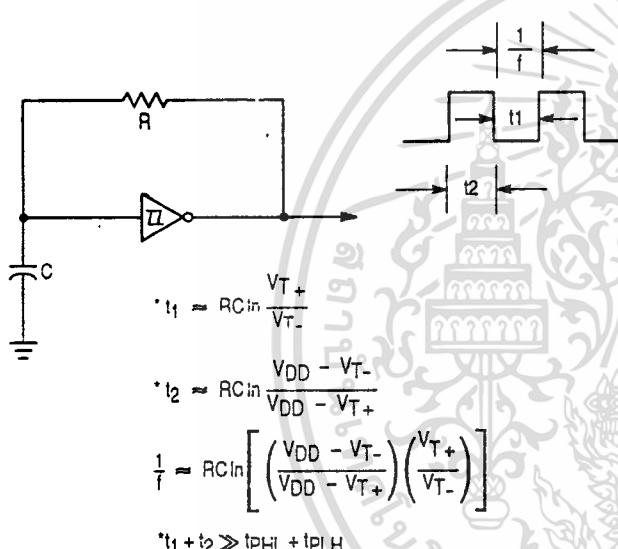 1/f
t1
t2
R
C
*t1 ≈ RC ln VT+/VT-
*t2 ≈ RC ln (VDD - VT-)/(VDD - VT+)
1/f ≈ RC ln [((VDD - VT-)/(VDD - VT+)) (VT+/VT-)]
*t1 + t2 ≫ tPHL + tPLH